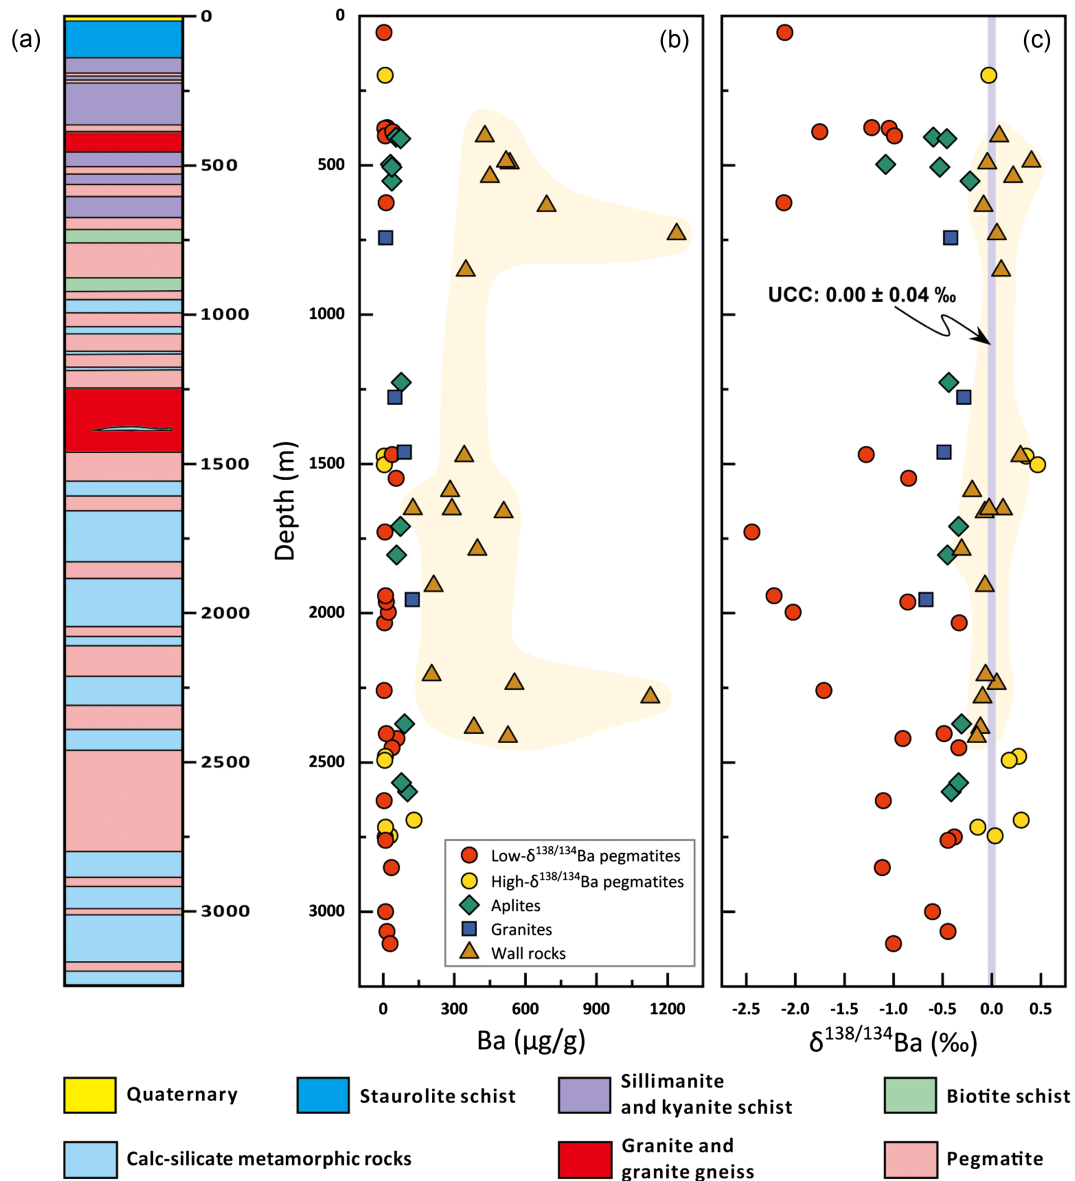 (a)
0
500
1000
1500
2000
2500
3000
Depth (m)
(b)
0
500
1000
1500
2000
2500
3000
0 300 600 900 1200
Ba (μg/g)
Low-δ138/134Ba pegmatites
High-δ138/134Ba pegmatites
Aplites
Granites
Wall rocks
(c)
UCC: 0.00 ± 0.04 ‰
-2.5 -2.0 -1.5 -1.0 -0.5 0.0 0.5
δ138/134Ba (‰)
Quaternary
Staurolite schist
Sillimanite
and kyanite schist
Biotite schist
Calc-silicate metamorphic rocks
Granite and
granite gneiss
Pegmatite